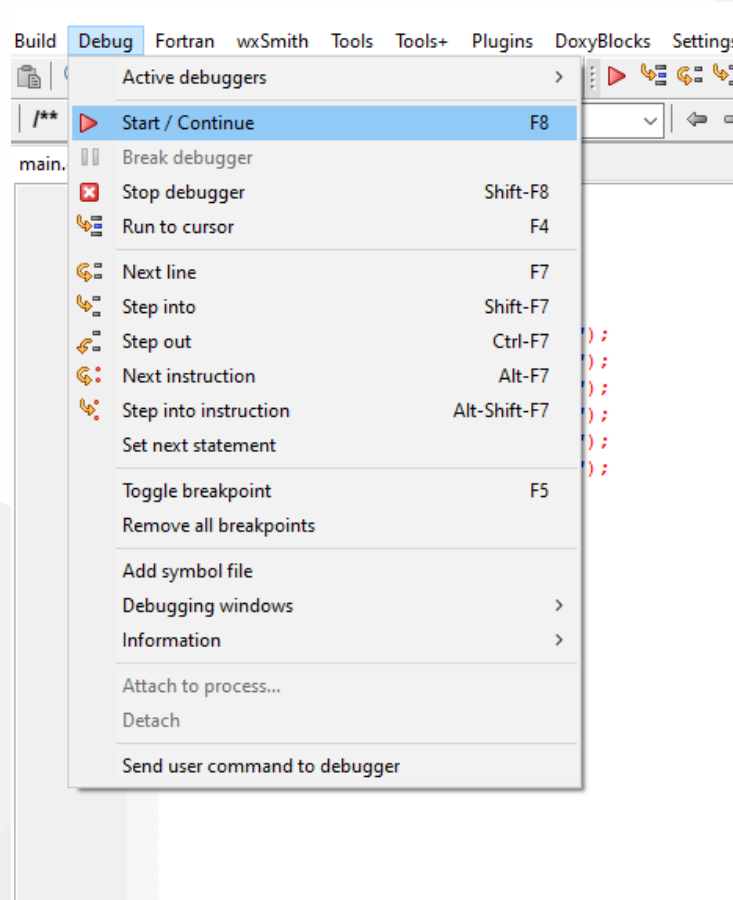 Build Debug Fortran wxSmith Tools Tools+ Plugins DoxyBlocks Settings
Active debuggers
/**
Start / Continue F8
main.
Break debugger
Stop debugger Shift-F8
Run to cursor F4
Next line F7
Step into Shift-F7
");
Step out Ctrl-F7
");
Next instruction Alt-F7
");
Step into instruction Alt-Shift-F7
");
Set next statement
");
");
Toggle breakpoint F5
Remove all breakpoints
Add symbol file
Debugging windows
Information
Attach to process...
Detach
Send user command to debugger